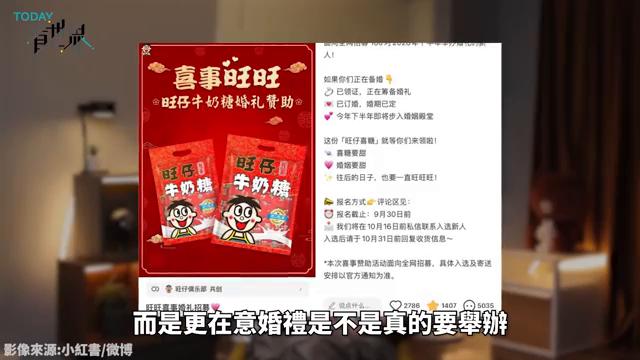 TODAY
喜事旺旺
旺仔牛奶糖婚礼赞助
旺仔
牛奶糖
旺仔
牛奶糖
旺仔俱乐部 共创
旺旺喜事婚礼招募
人！
如果你们正在备婚👇
💍 已领证，正在筹备婚礼
💌 已订婚，婚期已定
💕 今年下半年即将步入婚姻殿堂
这份「旺仔喜糖」就等你们来领啦！
🍬 喜糖要甜
💗 婚姻要甜
✨ 往后的日子，也要一直旺旺旺！
📣 报名方式👉评论区见：
⏰ 报名截止：9月30日前
📩 我们将在10月16日前私信联系入选新人
入选后请于10月31日前回复收货信息～
*本次喜事赞助活动面向全网招募，具体入选及寄送
安排以官方通知为准。
说点什么...
2786
1407
5035
而是更在意婚禮是不是真的要舉辦
影像來源:小紅書/微博